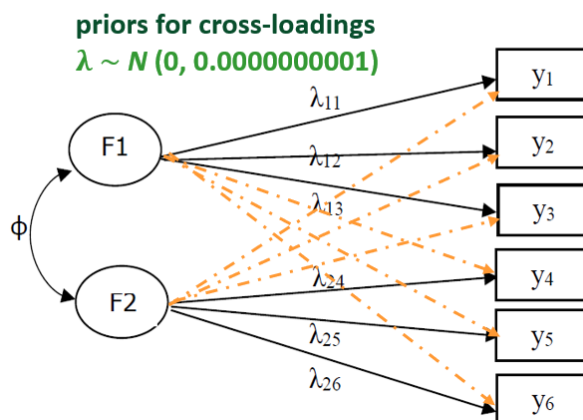 priors for cross-loadings
λ ~ N (0, 0.0000000001)
y₁
λ₁₁
F1
y₂
λ₁₂
λ₁₃
y₃
ϕ
y₄
λ₂₄
F2
y₅
λ₂₅
λ₂₆
y₆